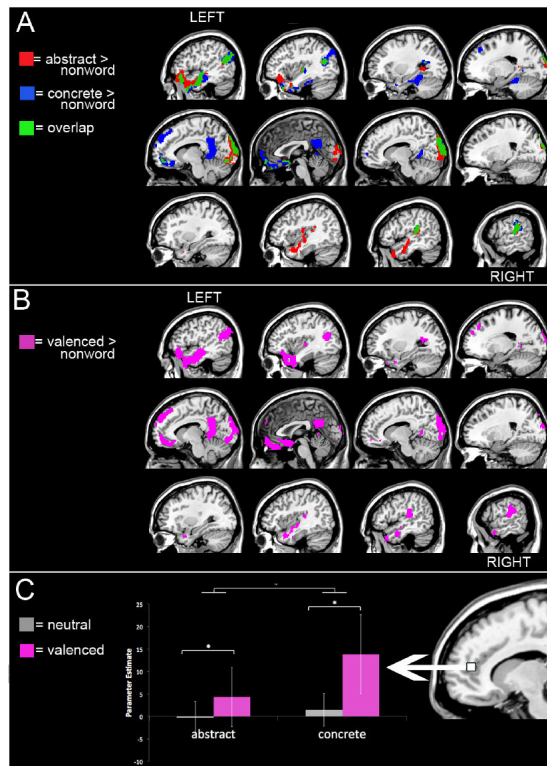 A
LEFT
= abstract >
nonword
= concrete >
nonword
= overlap
RIGHT
B
LEFT
= valenced >
nonword
RIGHT
C
= neutral
= valenced
Parameter Estimate
25
20
15
10
5
0
-5
-10
*
*
abstract
concrete